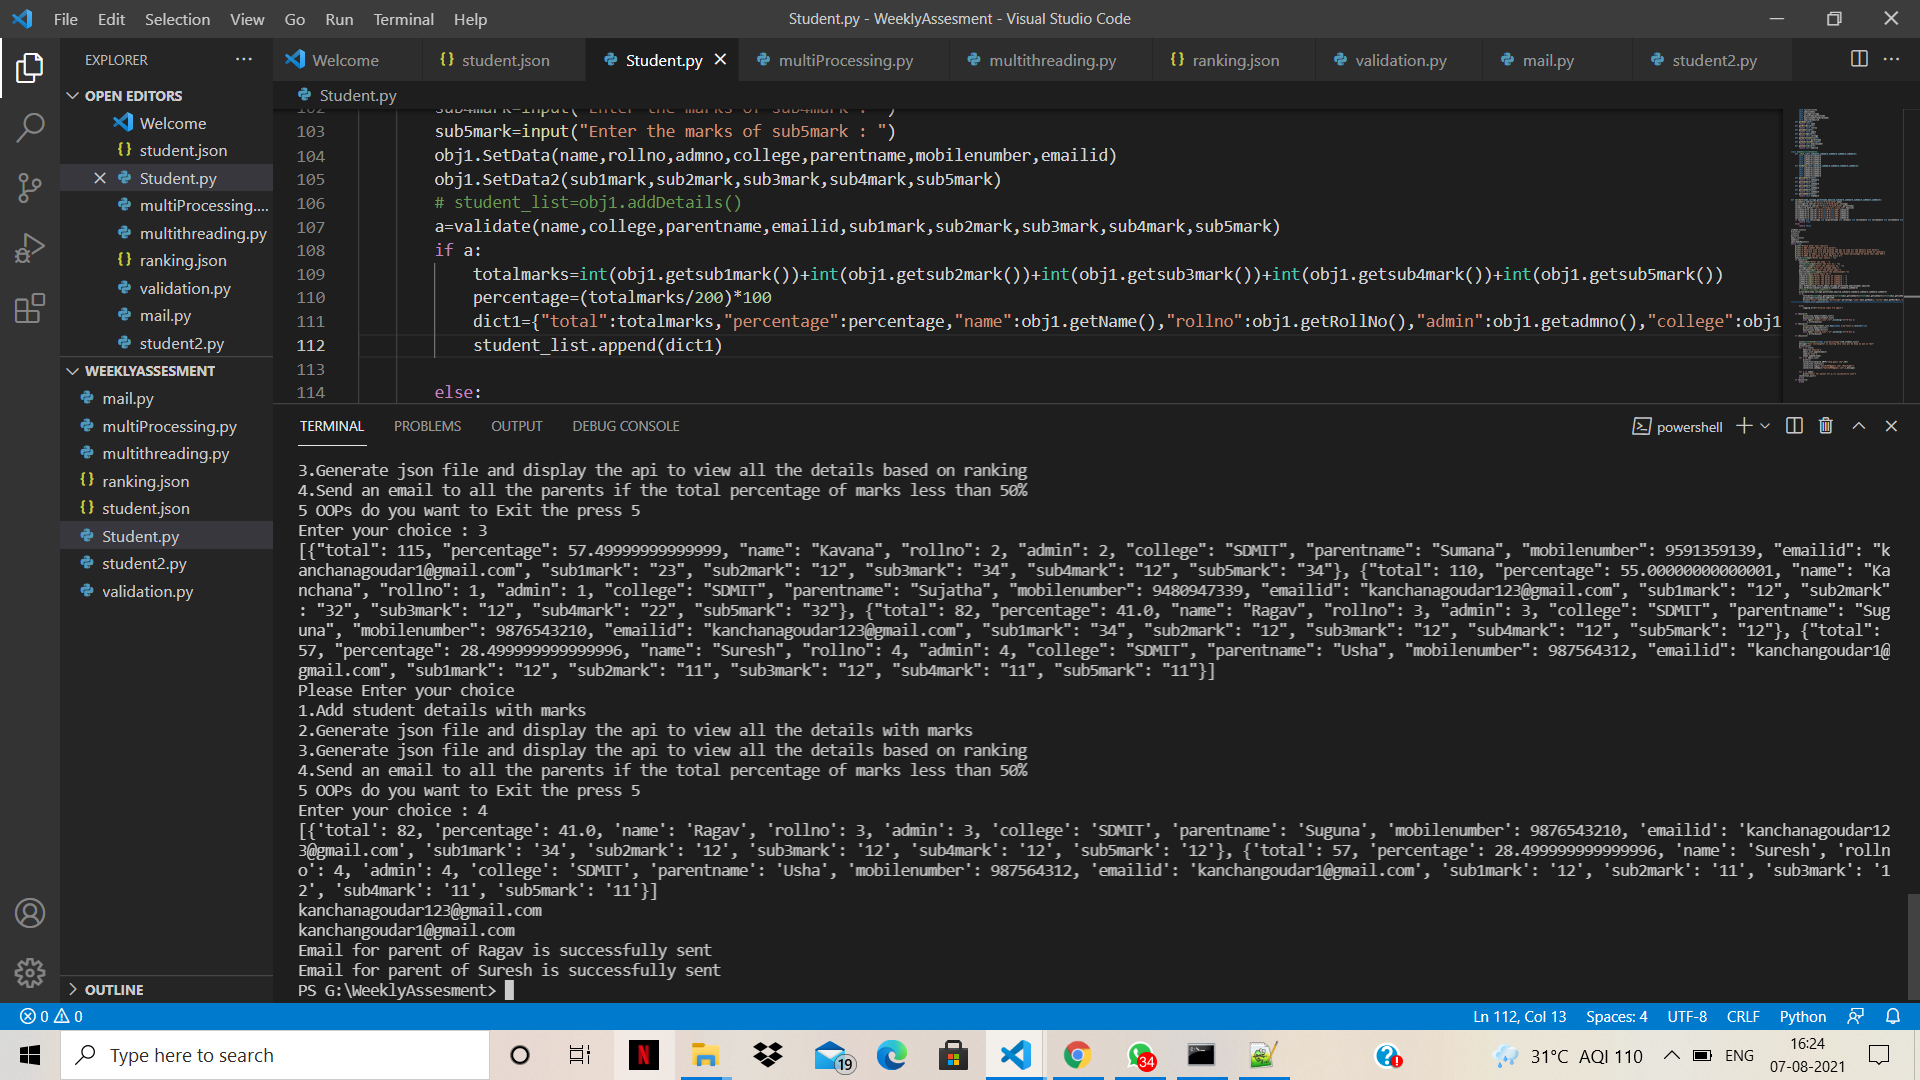 File Edit Selection View Go Run Terminal Help
Student.py - WeeklyAssesment - Visual Studio Code
EXPLORER
Welcome student.json Student.py multiProcessing.py multithreading.py ranking.json validation.py mail.py student2.py
OPEN EDITORS
Welcome
student.json
Student.py
multiProcessing....
multithreading.py
ranking.json
validation.py
mail.py
student2.py
WEEKLYASSESMENT
mail.py
multiProcessing.py
multithreading.py
ranking.json
student.json
Student.py
student2.py
validation.py
OUTLINE
Student.py
102 sub4mark=input("Enter the marks of sub4mark : ")
103 sub5mark=input("Enter the marks of sub5mark : ")
104 obj1.SetData(name,rollno,admno,college,parentname,mobilenumber,emailid)
105 obj1.SetData2(sub1mark,sub2mark,sub3mark,sub4mark,sub5mark)
106 # student_list=obj1.addDetails()
107 a=validate(name,college,parentname,emailid,sub1mark,sub2mark,sub3mark,sub4mark,sub5mark)
108 if a:
109 totalmarks=int(obj1.getsub1mark())+int(obj1.getsub2mark())+int(obj1.getsub3mark())+int(obj1.getsub4mark())+int(obj1.getsub5mark())
110 percentage=(totalmarks/200)*100
111 dict1={"total":totalmarks,"percentage":percentage,"name":obj1.getName(),"rollno":obj1.getRollNo(),"admin":obj1.getadmno(),"college":obj1
112 student_list.append(dict1)
113
114 else:
TERMINAL PROBLEMS OUTPUT DEBUG CONSOLE
powershell
3.Generate json file and display the api to view all the details based on ranking
4.Send an email to all the parents if the total percentage of marks less than 50%
5 OOPs do you want to Exit the press 5
Enter your choice : 3
[{"total": 115, "percentage": 57.49999999999999, "name": "Kavana", "rollno": 2, "admin": 2, "college": "SDMIT", "parentname": "Sumana", "mobilenumber": 9591359139, "emailid": "k
anchanagoudar1@gmail.com", "sub1mark": "23", "sub2mark": "12", "sub3mark": "34", "sub4mark": "12", "sub5mark": "34"}, {"total": 110, "percentage": 55.00000000000001, "name": "Ka
nchana", "rollno": 1, "admin": 1, "college": "SDMIT", "parentname": "Sujatha", "mobilenumber": 9480947339, "emailid": "kanchanagoudar123@gmail.com", "sub1mark": "12", "sub2mark"
: "32", "sub3mark": "12", "sub4mark": "22", "sub5mark": "32"}, {"total": 82, "percentage": 41.0, "name": "Ragav", "rollno": 3, "admin": 3, "college": "SDMIT", "parentname": "Sug
una", "mobilenumber": 9876543210, "emailid": "kanchanagoudar123@gmail.com", "sub1mark": "34", "sub2mark": "12", "sub3mark": "12", "sub4mark": "12", "sub5mark": "12"}, {"total":
57, "percentage": 28.499999999999996, "name": "Suresh", "rollno": 4, "admin": 4, "college": "SDMIT", "parentname": "Usha", "mobilenumber": 987564312, "emailid": "kanchangoudar1@
gmail.com", "sub1mark": "12", "sub2mark": "11", "sub3mark": "12", "sub4mark": "11", "sub5mark": "11"}]
Please Enter your choice
1.Add student details with marks
2.Generate json file and display the api to view all the details with marks
3.Generate json file and display the api to view all the details based on ranking
4.Send an email to all the parents if the total percentage of marks less than 50%
5 OOPs do you want to Exit the press 5
Enter your choice : 4
[{'total': 82, 'percentage': 41.0, 'name': 'Ragav', 'rollno': 3, 'admin': 3, 'college': 'SDMIT', 'parentname': 'Suguna', 'mobilenumber': 9876543210, 'emailid': 'kanchanagoudar12
3@gmail.com', 'sub1mark': '34', 'sub2mark': '12', 'sub3mark': '12', 'sub4mark': '12', 'sub5mark': '12'}, {'total': 57, 'percentage': 28.499999999999996, 'name': 'Suresh', 'rolln
o': 4, 'admin': 4, 'college': 'SDMIT', 'parentname': 'Usha', 'mobilenumber': 987564312, 'emailid': 'kanchangoudar1@gmail.com', 'sub1mark': '12', 'sub2mark': '11', 'sub3mark': '1
2', 'sub4mark': '11', 'sub5mark': '11'}]
kanchanagoudar123@gmail.com
kanchangoudar1@gmail.com
Email for parent of Ragav is successfully sent
Email for parent of Suresh is successfully sent
PS G:\WeeklyAssesment>
0 0 Ln 112, Col 13 Spaces: 4 UTF-8 CRLF Python
Type here to search
19
34
31°C AQI 110 ENG
16:24
07-08-2021